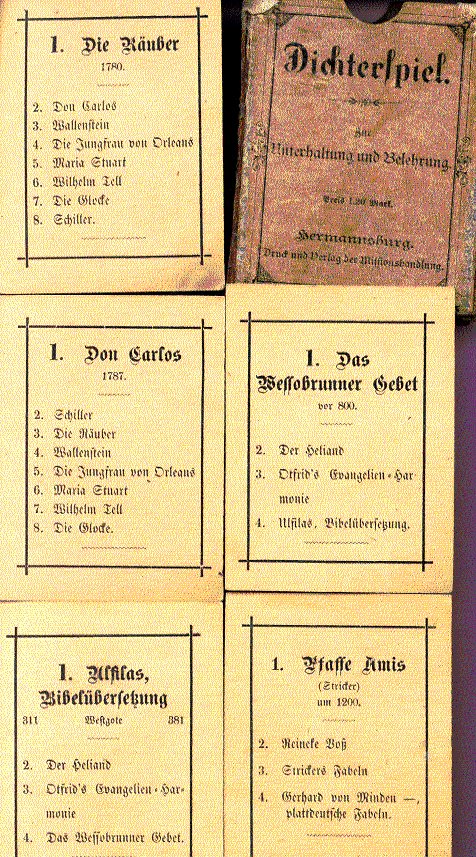 1. Die Räuber
1780.
2. Don Carlos
3. Wallenstein
4. Die Jungfrau von Orleans
5. Maria Stuart
6. Wilhelm Tell
7. Die Glocke
8. Schiller.
Dichterspiel.
Zur
Unterhaltung und Belehrung.
Preis 1,20 Mark.
Hermannsburg.
Druck und Verlag der Missionshandlung.
1. Don Carlos
1787.
2. Schiller
3. Die Räuber
4. Wallenstein
5. Die Jungfrau von Orleans
6. Maria Stuart
7. Wilhelm Tell
8. Die Glocke.
1. Das
Wessobrunner Gebet
vor 800.
2. Der Heliand
3. Otfrid's Evangelien-Har-
monie
4. Ulfilas, Bibelübersetzung.
1. Ulfilas,
Bibelübersetzung
311 Westgote 381
2. Der Heliand
3. Otfrid's Evangelien-Har-
monie
4. Das Wessobrunner Gebet.
1. Pfaffe Amis
(Stricker)
um 1200.
2. Reineke Voß
3. Strickers Fabeln
4. Gerhard von Minden —,
plattdeutsche Fabeln.